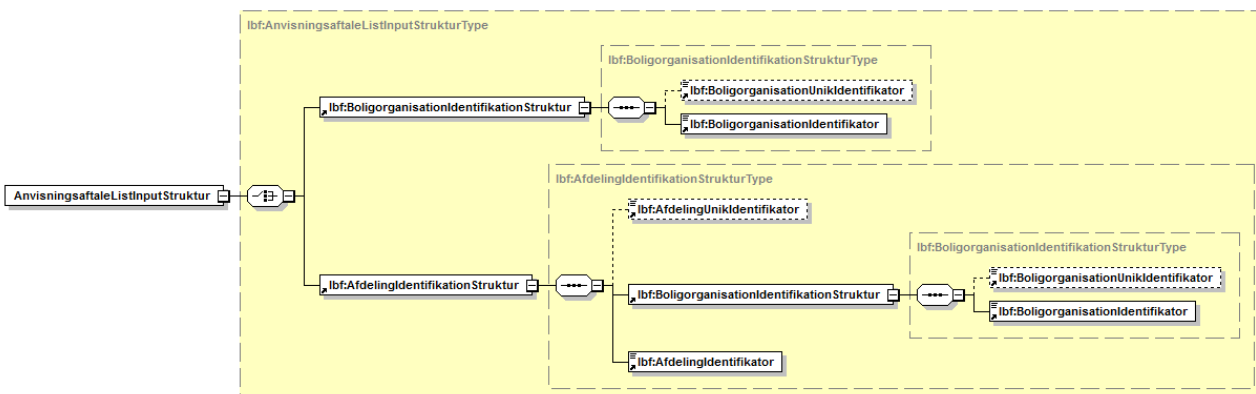 lbf:AnvisningsaftaleListInputStrukturType
lbf:BoligorganisationIdentifikationStrukturType
lbf:BoligorganisationUnikIdentifikator
lbf:BoligorganisationIdentifikationStruktur
lbf:BoligorganisationIdentifikator
lbf:AfdelingIdentifikationStrukturType
AnvisningsaftaleListInputStruktur
lbf:AfdelingUnikIdentifikator
lbf:BoligorganisationIdentifikationStrukturType
lbf:BoligorganisationUnikIdentifikator
lbf:AfdelingIdentifikationStruktur
lbf:BoligorganisationIdentifikationStruktur
lbf:BoligorganisationIdentifikator
lbf:AfdelingIdentifikator